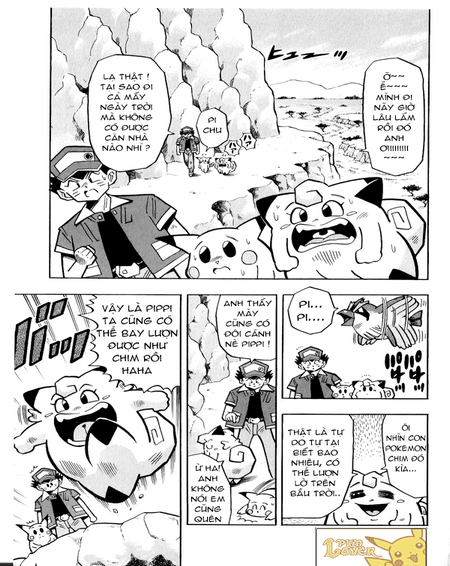 Ở~~
Ề~~~
MÌNH ĐI
NÃY GIỜ
LÂU LẮM
RỒI ĐÓ
ANH
ƠI!!!!!!!!!
~~~
PI
CHU
LẠ THẬT !
TẠI SAO ĐI
CẢ MẤY
NGÀY TRỜI
MÀ KHÔNG
CÓ ĐƯỢC
CĂN NHÀ
NÀO NHỈ ?
PI...
PI...
ÔI
NHÌN CON
POKEMON
CHIM ĐÓ
KÌA...
THẬT LÀ TỰ
DO TỰ TẠI
BIẾT BAO
NHIÊU, CÓ
THỂ LƯỢN
LỜ TRÊN
BẦU TRỜI..
ANH THẤY
MÀY
CŨNG CÓ
ĐÔI CÁNH
NÈ PIPPI !
Ừ HA!
ANH
KHÔNG
NÓI EM
CŨNG
QUÊN
VẬY LÀ PIPPI
TA CŨNG CÓ
THỂ BAY LƯỢN
ĐƯỢC NHƯ
CHIM RỒI
HAHA
LOVER